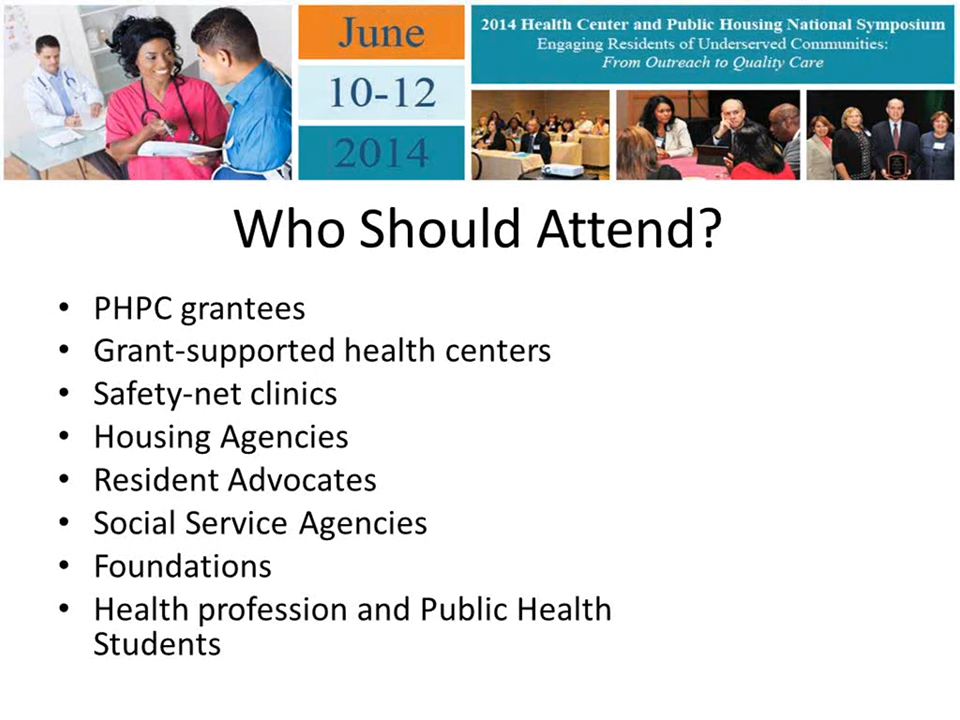 June
10-12
2014
2014 Health Center and Public Housing National Symposium
Engaging Residents of Underserved Communities:
From Outreach to Quality Care
Who Should Attend?
• PHPC grantees
• Grant-supported health centers
• Safety-net clinics
• Housing Agencies
• Resident Advocates
• Social Service Agencies
• Foundations
• Health profession and Public Health
Students